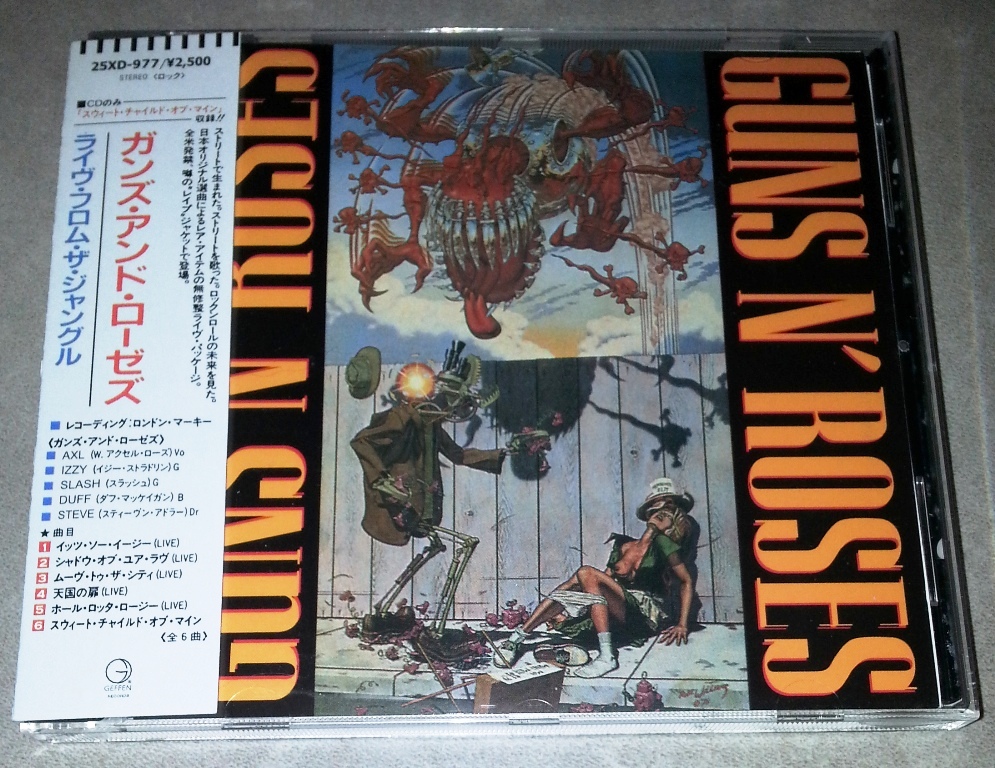 25XD-977/¥2,500
STEREO 〈ロック〉
■CDのみ
「スウィート・チャイルド・オブ・マイン」
収録!!
ストリートで生まれた。ストリートを歌った。ロックンロールの未来を見た。
日本オリジナル選曲によるレア・アイテムの無修整ライヴ・パッケージ。
全米発禁、噂の“レイプ”ジャケットで登場。
ガンズ・アンド・ローゼズ
ライヴ・フロム・ザ・ジャングル
■ レコーディング:ロンドン・マーキー
《ガンズ・アンド・ローゼズ》
■ AXL (W. アクセル・ローズ) Vo
■ IZZY (イジー・ストラドリン) G
■ SLASH (スラッシュ) G
■ DUFF (ダフ・マッケイガン) B
■ STEVE (スティーヴン・アドラー) Dr
★ 曲目
1 イッツ・ソー・イージー (LIVE)
2 シャドウ・オブ・ユア・ラヴ (LIVE)
3 ムーヴ・トゥ・ザ・シティ (LIVE)
4 天国の扉 (LIVE)
5 ホール・ロッタ・ロージー (LIVE)
6 スウィート・チャイルド・オブ・マイン
《全6曲》
GEFFEN
GUNS N' ROSES
GUNS N' ROSES